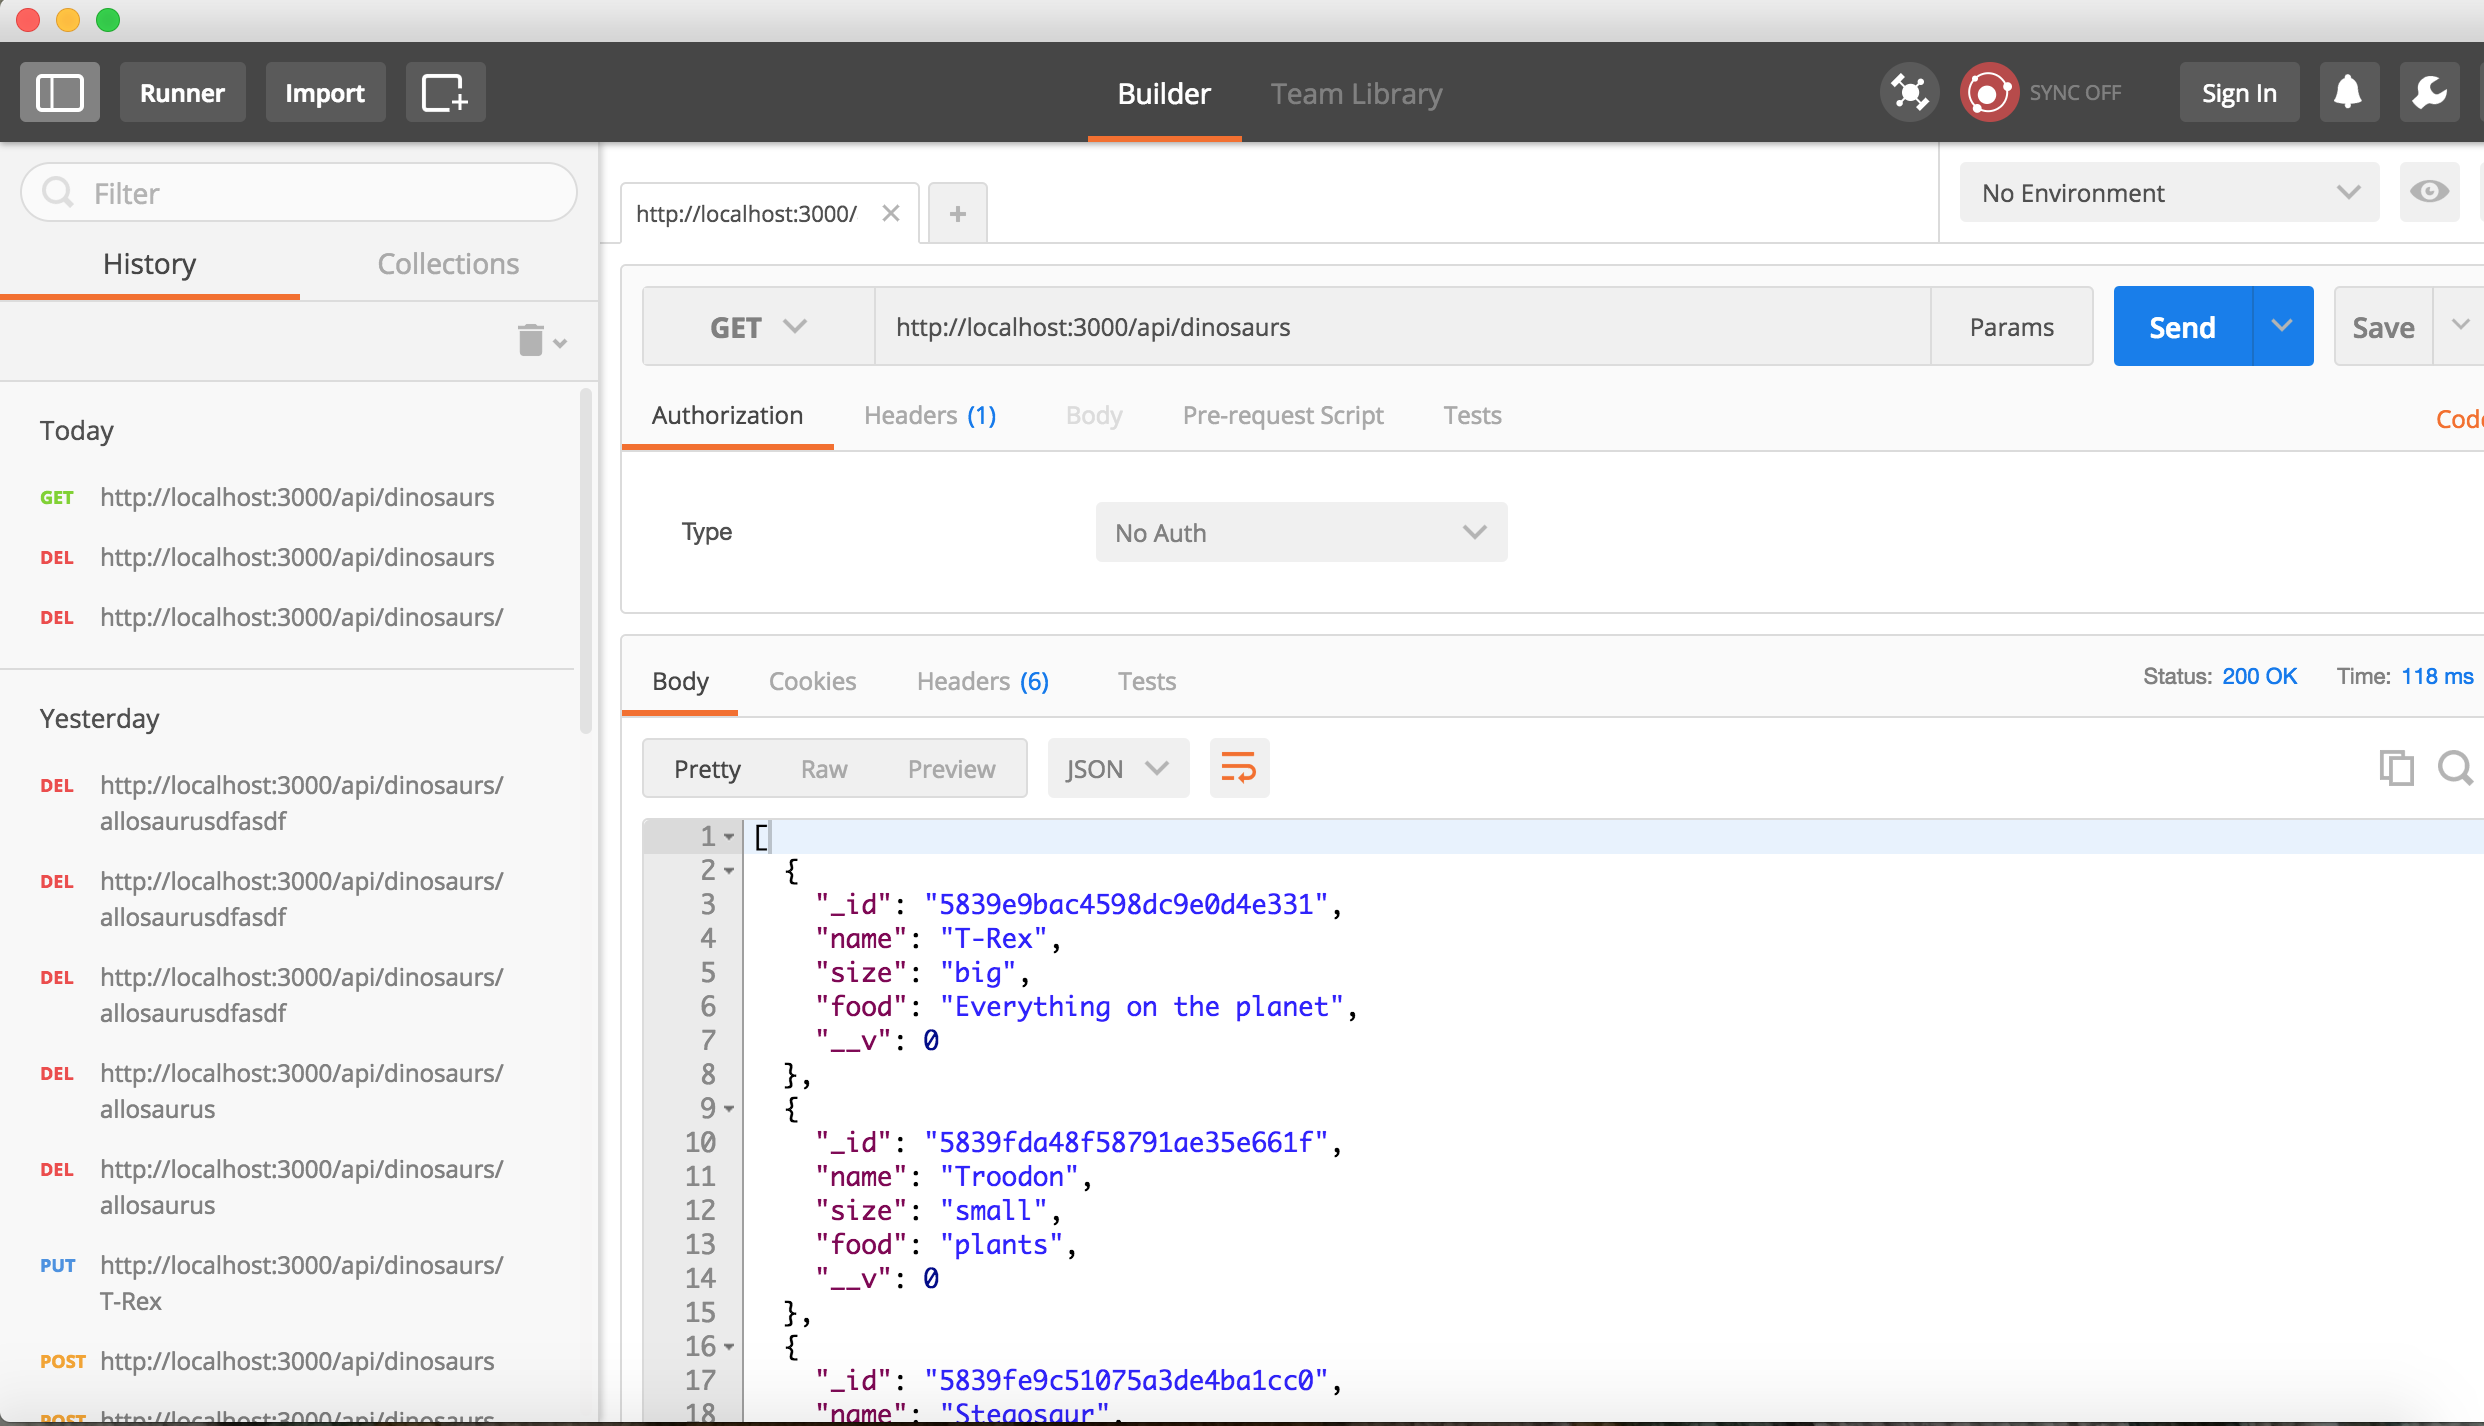 Runner
Import
Builder
Team Library
SYNC OFF
Sign In
Filter
History
Collections
Today
GET http://localhost:3000/api/dinosaurs
DEL http://localhost:3000/api/dinosaurs
DEL http://localhost:3000/api/dinosaurs/
Yesterday
DEL http://localhost:3000/api/dinosaurs/
allosaurusdfasdf
DEL http://localhost:3000/api/dinosaurs/
allosaurusdfasdf
DEL http://localhost:3000/api/dinosaurs/
allosaurusdfasdf
DEL http://localhost:3000/api/dinosaurs/
allosaurus
DEL http://localhost:3000/api/dinosaurs/
allosaurus
PUT http://localhost:3000/api/dinosaurs/
T-Rex
POST http://localhost:3000/api/dinosaurs
POST http://localhost:3000/api/dinosaurs
http://localhost:3000/
+
No Environment
GET
http://localhost:3000/api/dinosaurs
Params
Send
Save
Authorization
Headers (1)
Body
Pre-request Script
Tests
Code
Type
No Auth
Body
Cookies
Headers (6)
Tests
Status: 200 OK
Time: 118 ms
Pretty
Raw
Preview
JSON
1 [
2 {
3 "_id": "5839e9bac4598dc9e0d4e331",
4 "name": "T-Rex",
5 "size": "big",
6 "food": "Everything on the planet",
7 "__v": 0
8 },
9 {
10 "_id": "5839fda48f58791ae35e661f",
11 "name": "Troodon",
12 "size": "small",
13 "food": "plants",
14 "__v": 0
15 },
16 {
17 "_id": "5839fe9c51075a3de4ba1cc0",
18 "name": "Stegosaur",